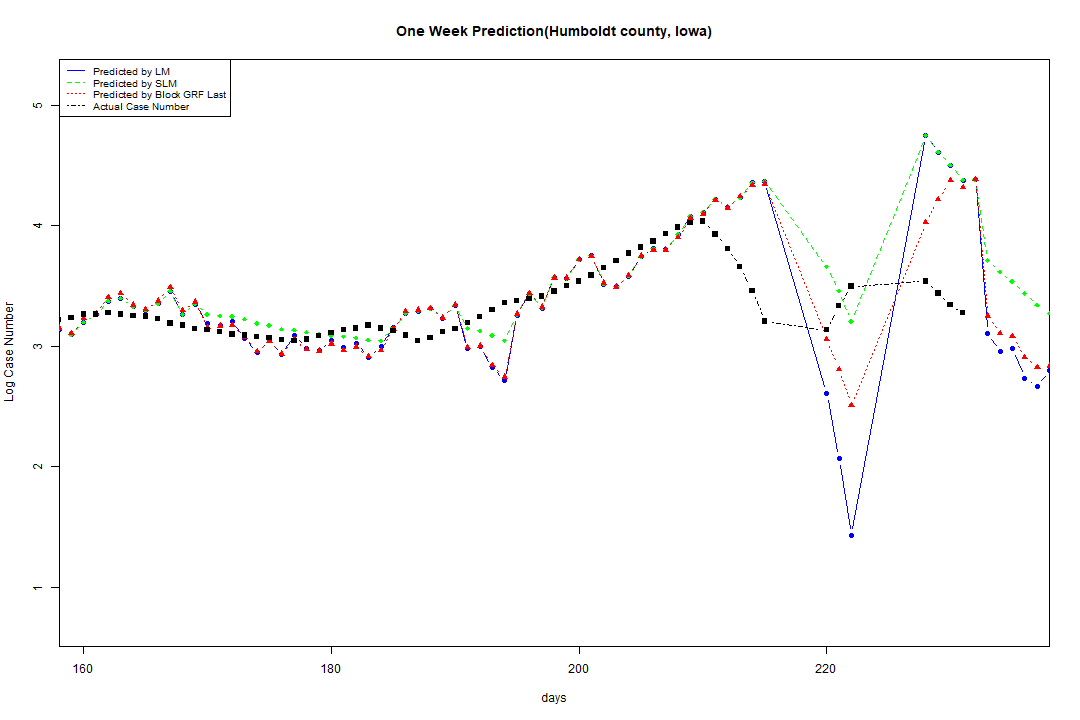 One Week Prediction(Humboldt county, Iowa)
Predicted by LM
Predicted by SLM
Predicted by Block GRF Last
Actual Case Number
5
4
3
2
1
Log Case Number
160 180 200 220
days